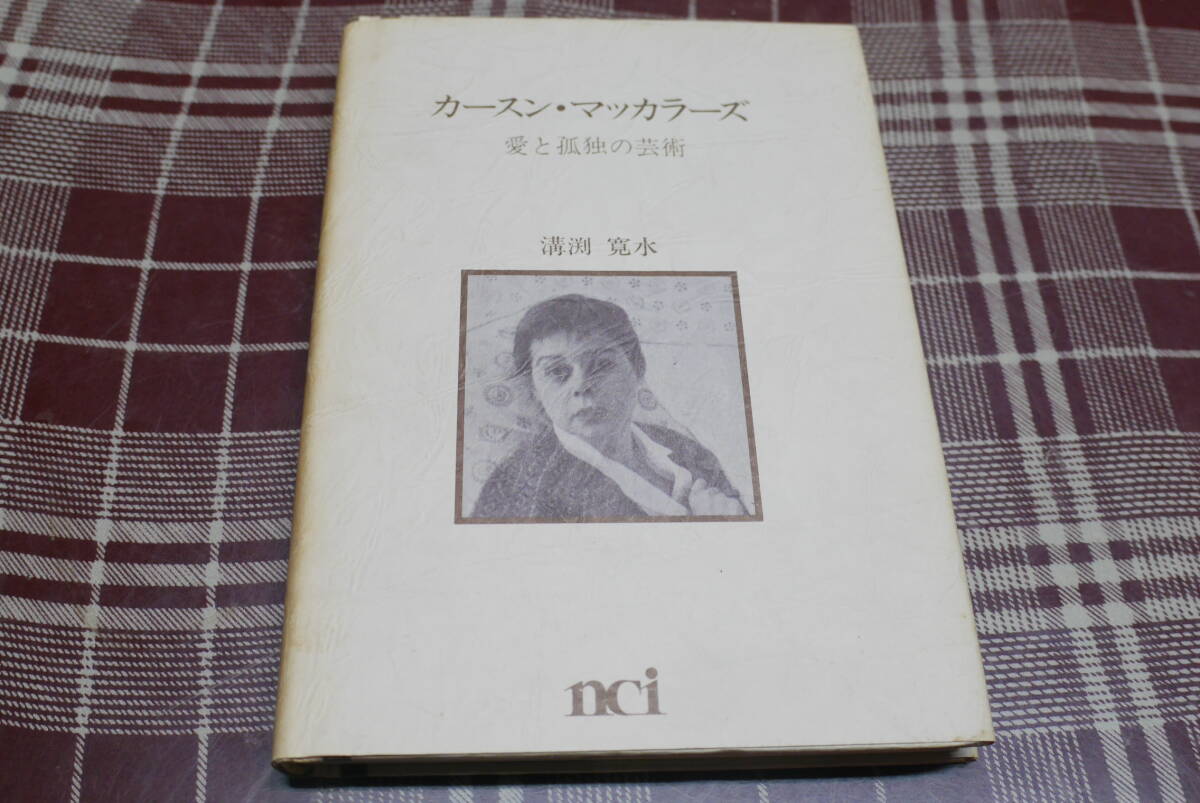 カースン・マッカラーズ
愛と孤独の芸術
溝渕 寛水
nci